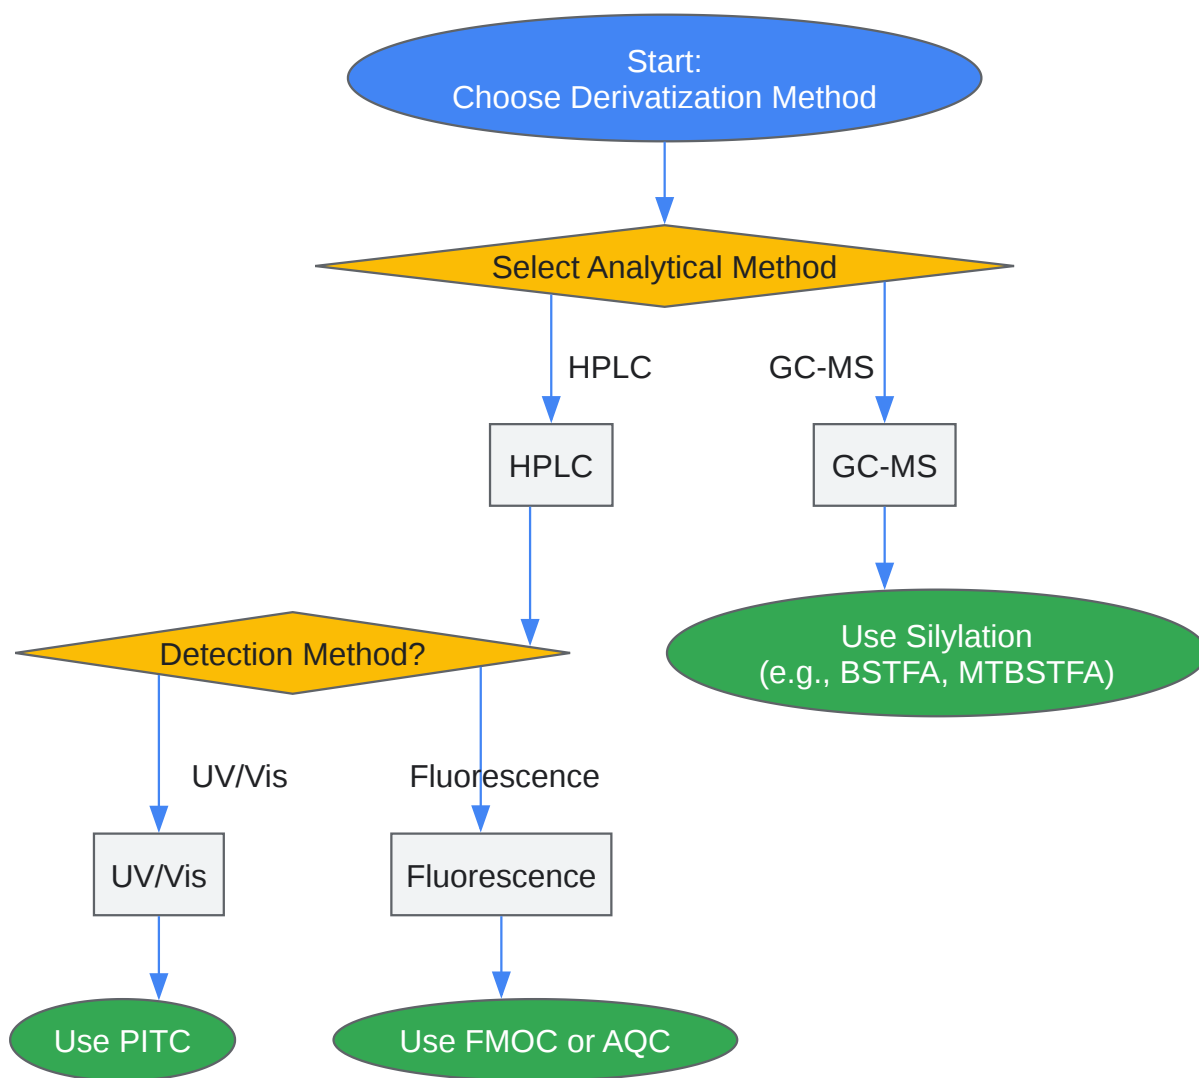 Start:
Choose Derivatization Method
Select Analytical Method
HPLC
GC-MS
HPLC
GC-MS
Use Silylation
(e.g., BSTFA, MTBSTFA)
Detection Method?
UV/Vis
Fluorescence
UV/Vis
Fluorescence
Use PITC
Use FMOC or AQC